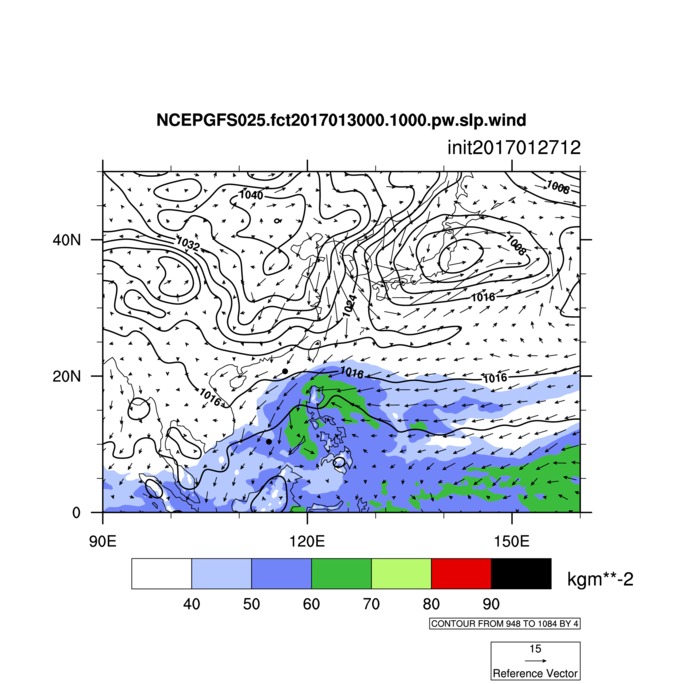 NCEPGFS025.fct2017013000.1000.pw.slp.wind
init2017012712
1040
1008
1032
40N
1008
1024
1016
20N
1016
1016
1016
0
90E 120E 150E
kgm**-2
40 50 60 70 80 90
CONTOUR FROM 948 TO 1084 BY 4
15
Reference Vector